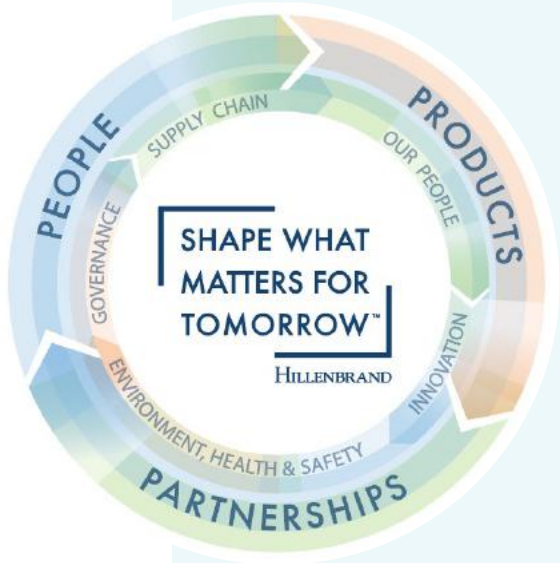 PEOPLE
PRODUCTS
PARTNERSHIPS
SUPPLY CHAIN
OUR PEOPLE
INNOVATION
ENVIRONMENT, HEALTH & SAFETY
GOVERNANCE
SHAPE WHAT
MATTERS FOR
TOMORROW™
HILLENBRAND